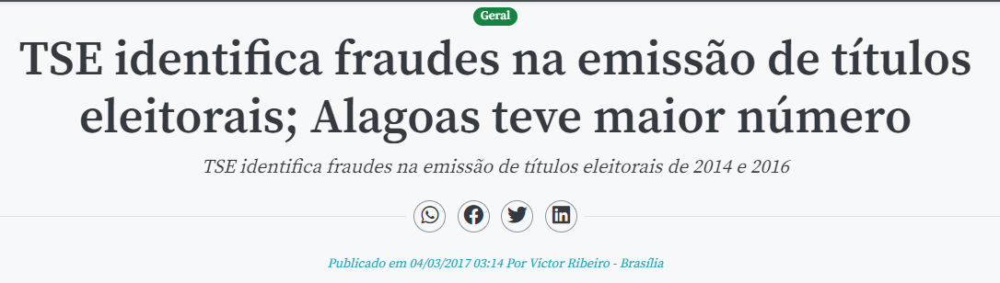 Geral
TSE identifica fraudes na emissão de títulos
eleitorais; Alagoas teve maior número
TSE identifica fraudes na emissão de títulos eleitorais de 2014 e 2016
Publicado em 04/03/2017 03:14 Por Victor Ribeiro - Brasília